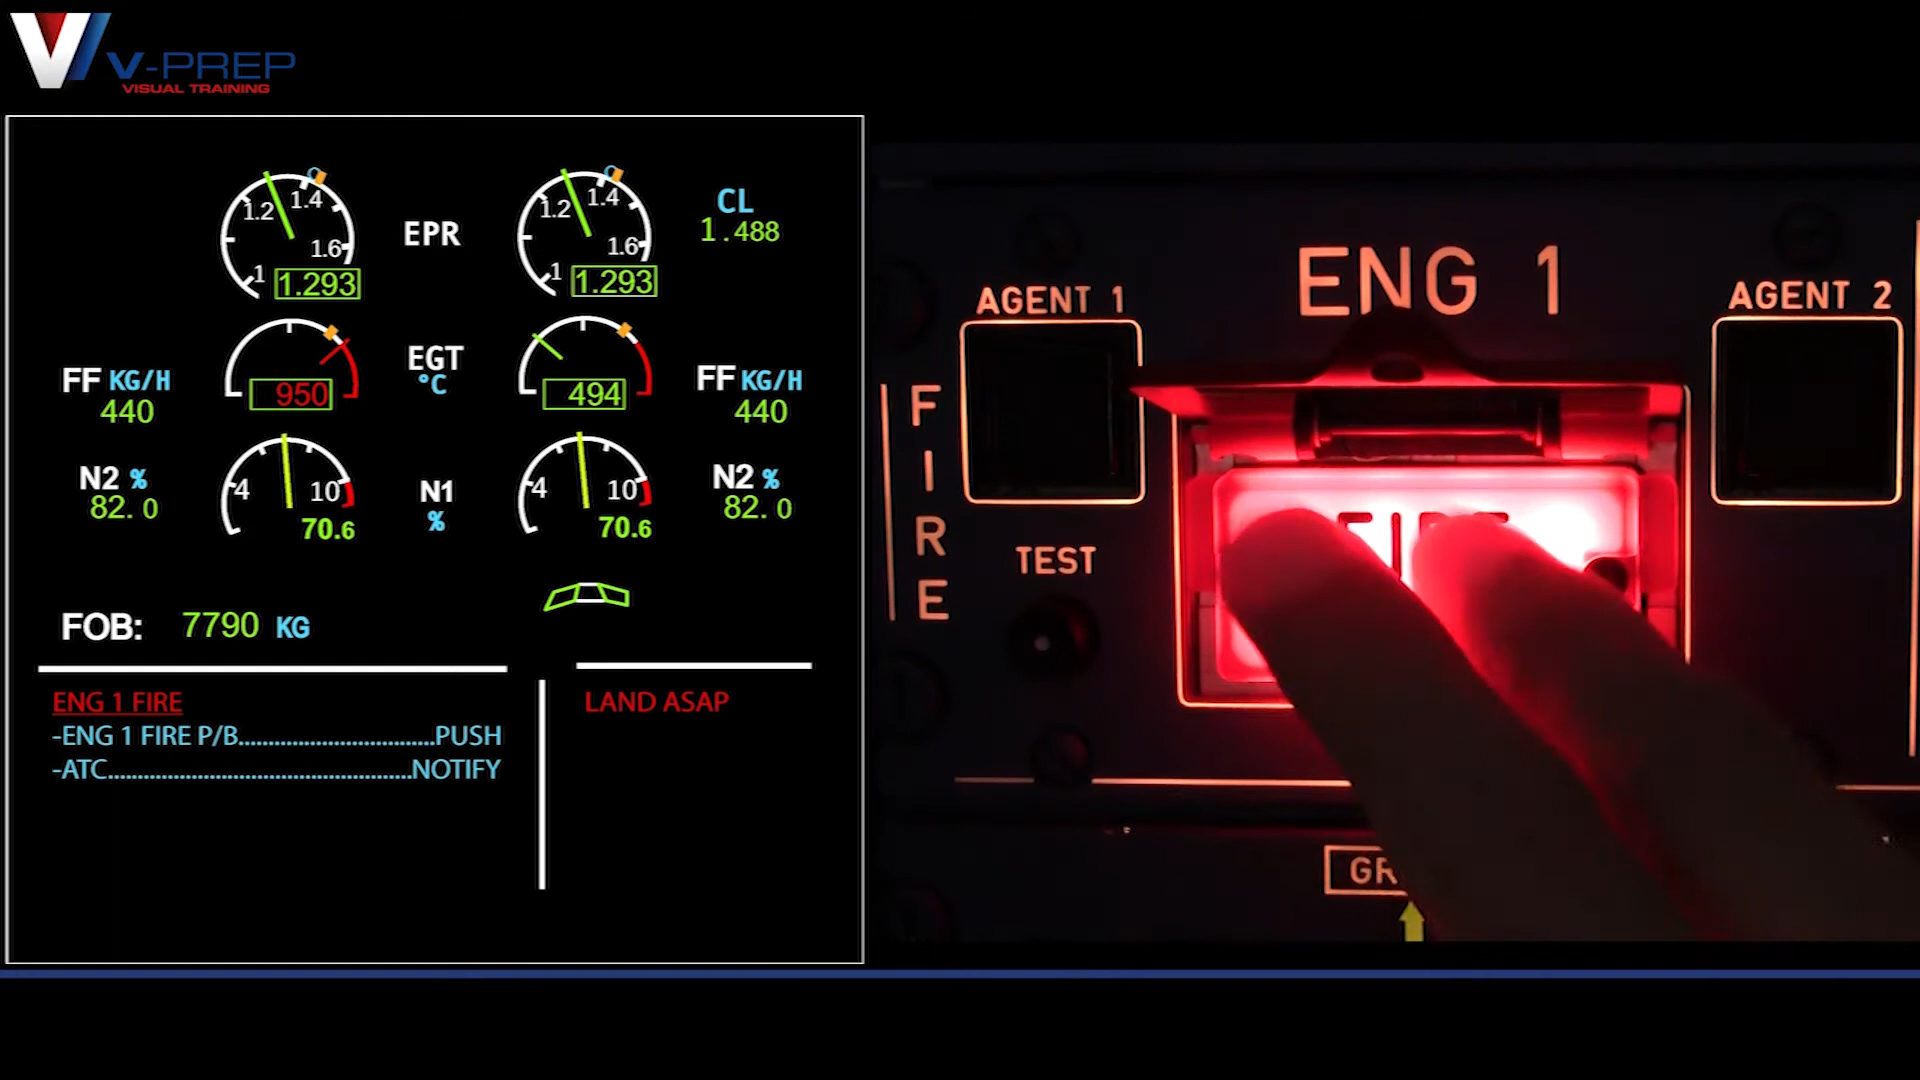 V-PREP
VISUAL TRAINING
1.2 1.4 1.6 1
1.293
EPR
1.2 1.4 1.6 1
1.293
CL
1.488
FF KG/H
440
950
EGT
°C
494
FF KG/H
440
N2 %
82.0
4 10
70.6
N1
%
4 10
70.6
N2 %
82.0
FOB: 7790 KG
ENG 1 FIRE
-ENG 1 FIRE P/B.................................PUSH
-ATC...................................................NOTIFY
LAND ASAP
ENG 1
AGENT 1
AGENT 2
FIRE
TEST